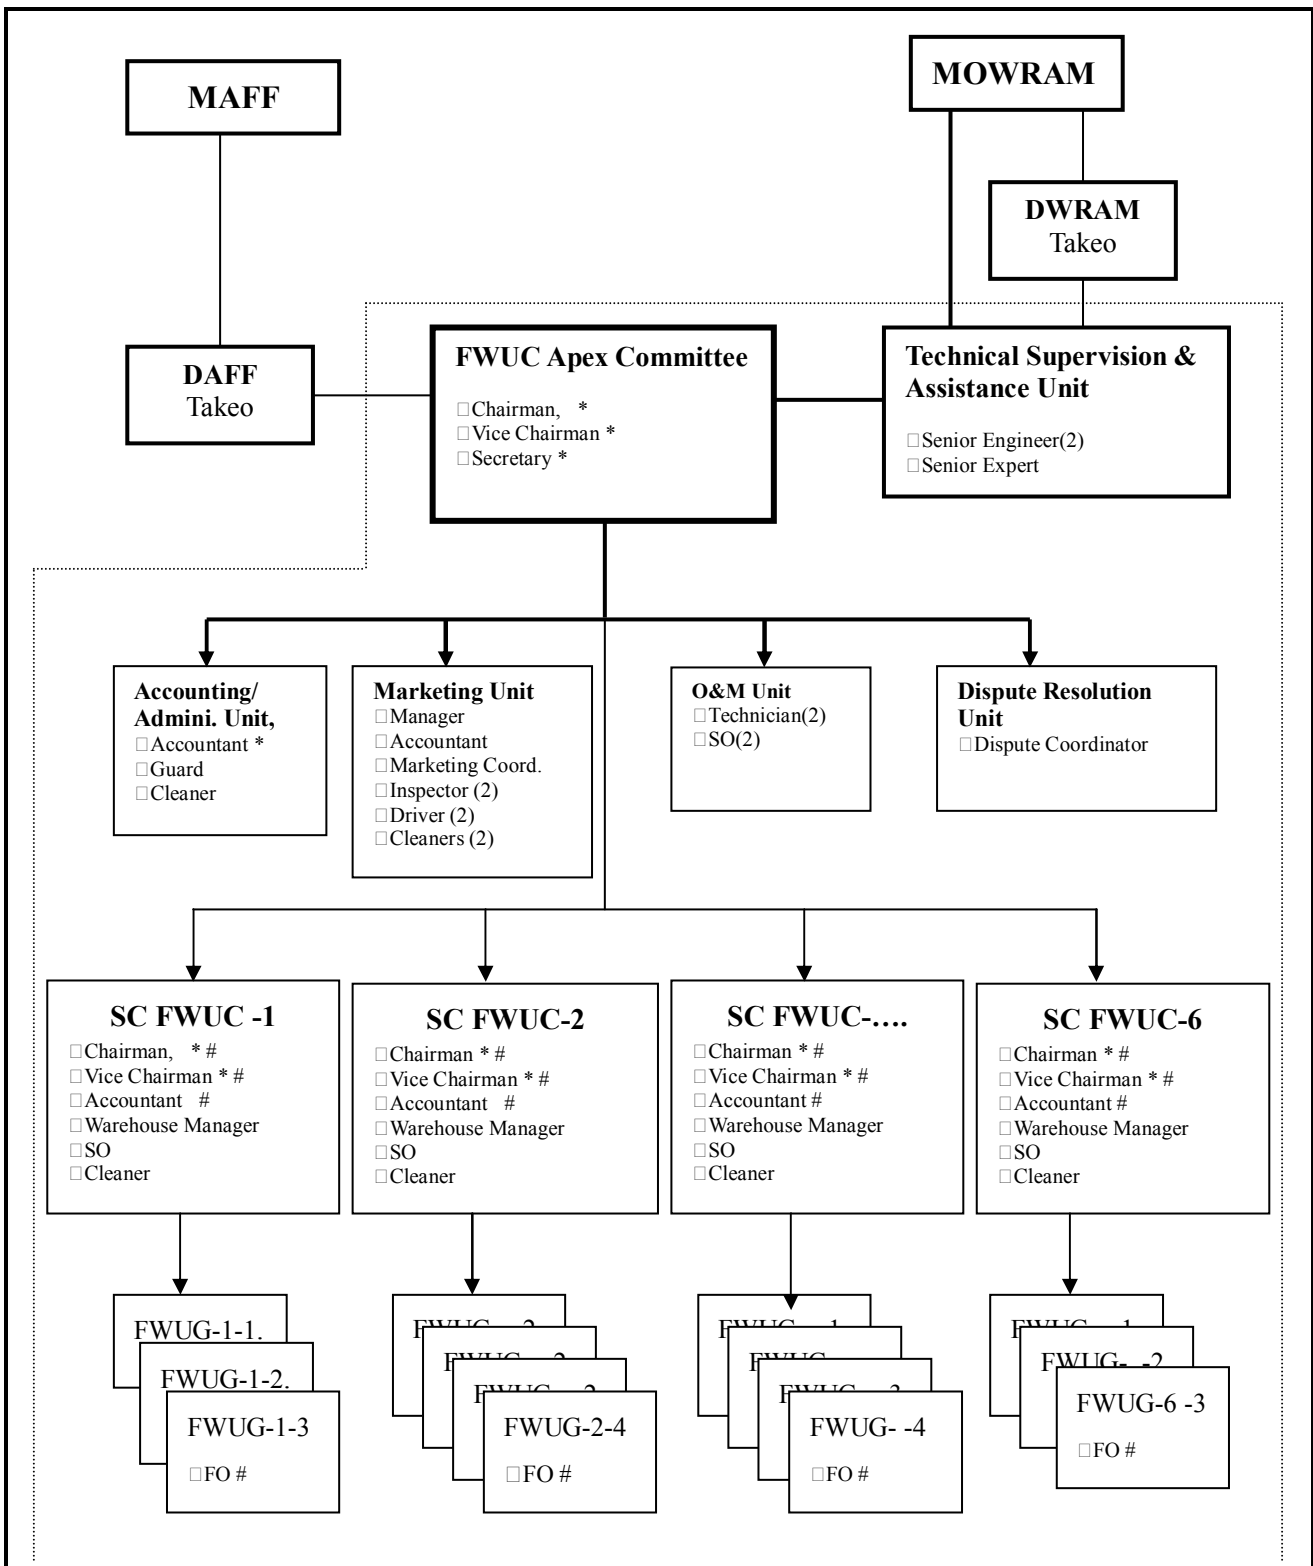 MAFF
MOWRAM
DWRAM
Takeo
DAFF
Takeo
FWUC Apex Committee
□Chairman, *
□Vice Chairman *
□Secretary *
Technical Supervision &
Assistance Unit
□Senior Engineer(2)
□Senior Expert
Accounting/
Admini. Unit,
□Accountant *
□Guard
□Cleaner
Marketing Unit
□Manager
□Accountant
□Marketing Coord.
□Inspector (2)
□Driver (2)
□Cleaners (2)
O&M Unit
□Technician(2)
□SO(2)
Dispute Resolution
Unit
□Dispute Coordinator
SC FWUC -1
□Chairman, * #
□Vice Chairman * #
□Accountant #
□Warehouse Manager
□SO
□Cleaner
SC FWUC-2
□Chairman * #
□Vice Chairman * #
□Accountant #
□Warehouse Manager
□SO
□Cleaner
SC FWUC-….
□Chairman * #
□Vice Chairman * #
□Accountant #
□Warehouse Manager
□SO
□Cleaner
SC FWUC-6
□Chairman * #
□Vice Chairman * #
□Accountant #
□Warehouse Manager
□SO
□Cleaner
FWUG-1-1.
FWUG-1-2.
FWUG-1-3
□FO #
FWUG-2-4
□FO #
FWUG- -4
□FO #
FWUG- -2
FWUG-6 -3
□FO #